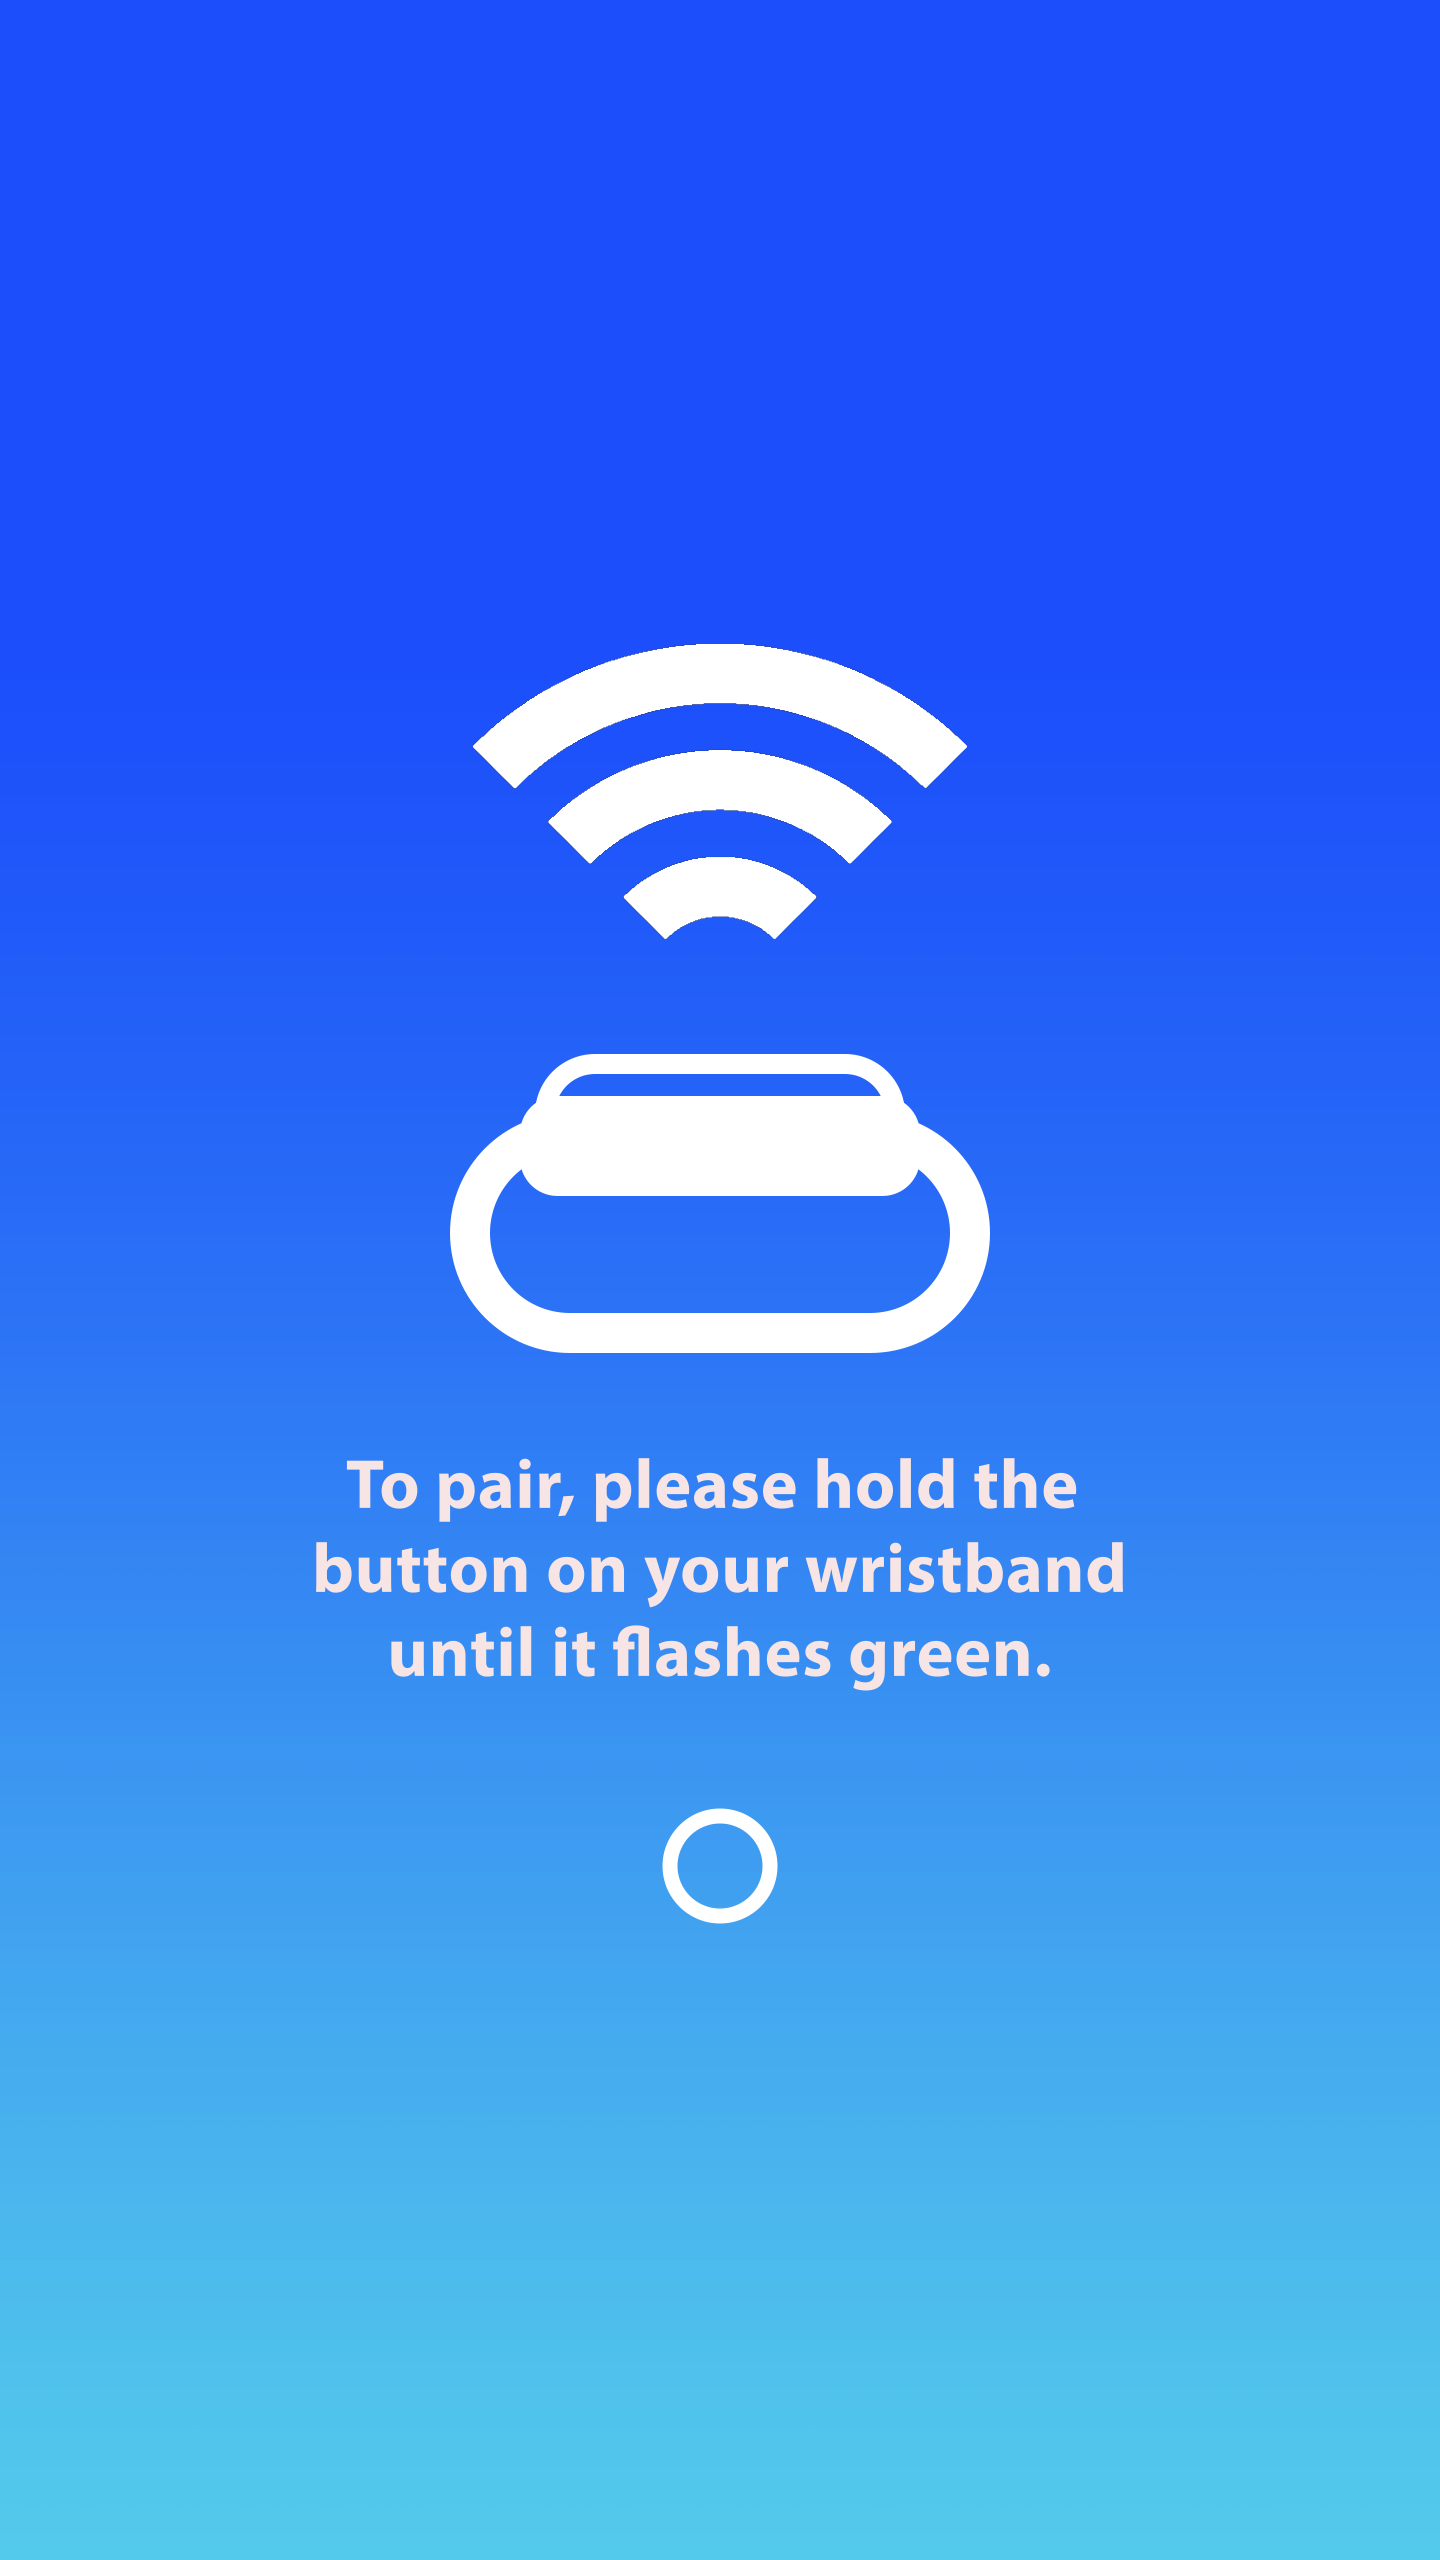 To pair, please hold the
button on your wristband
until it flashes green.